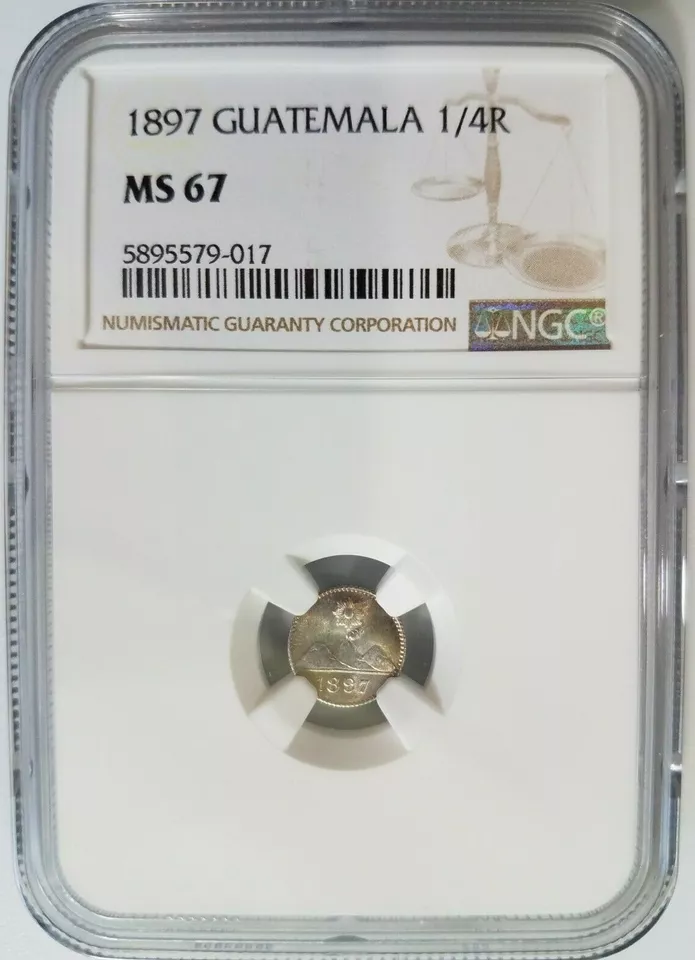 1897 GUATEMALA 1/4R
MS 67
5895579-017
NUMISMATIC GUARANTY CORPORATION
NGC®
1897